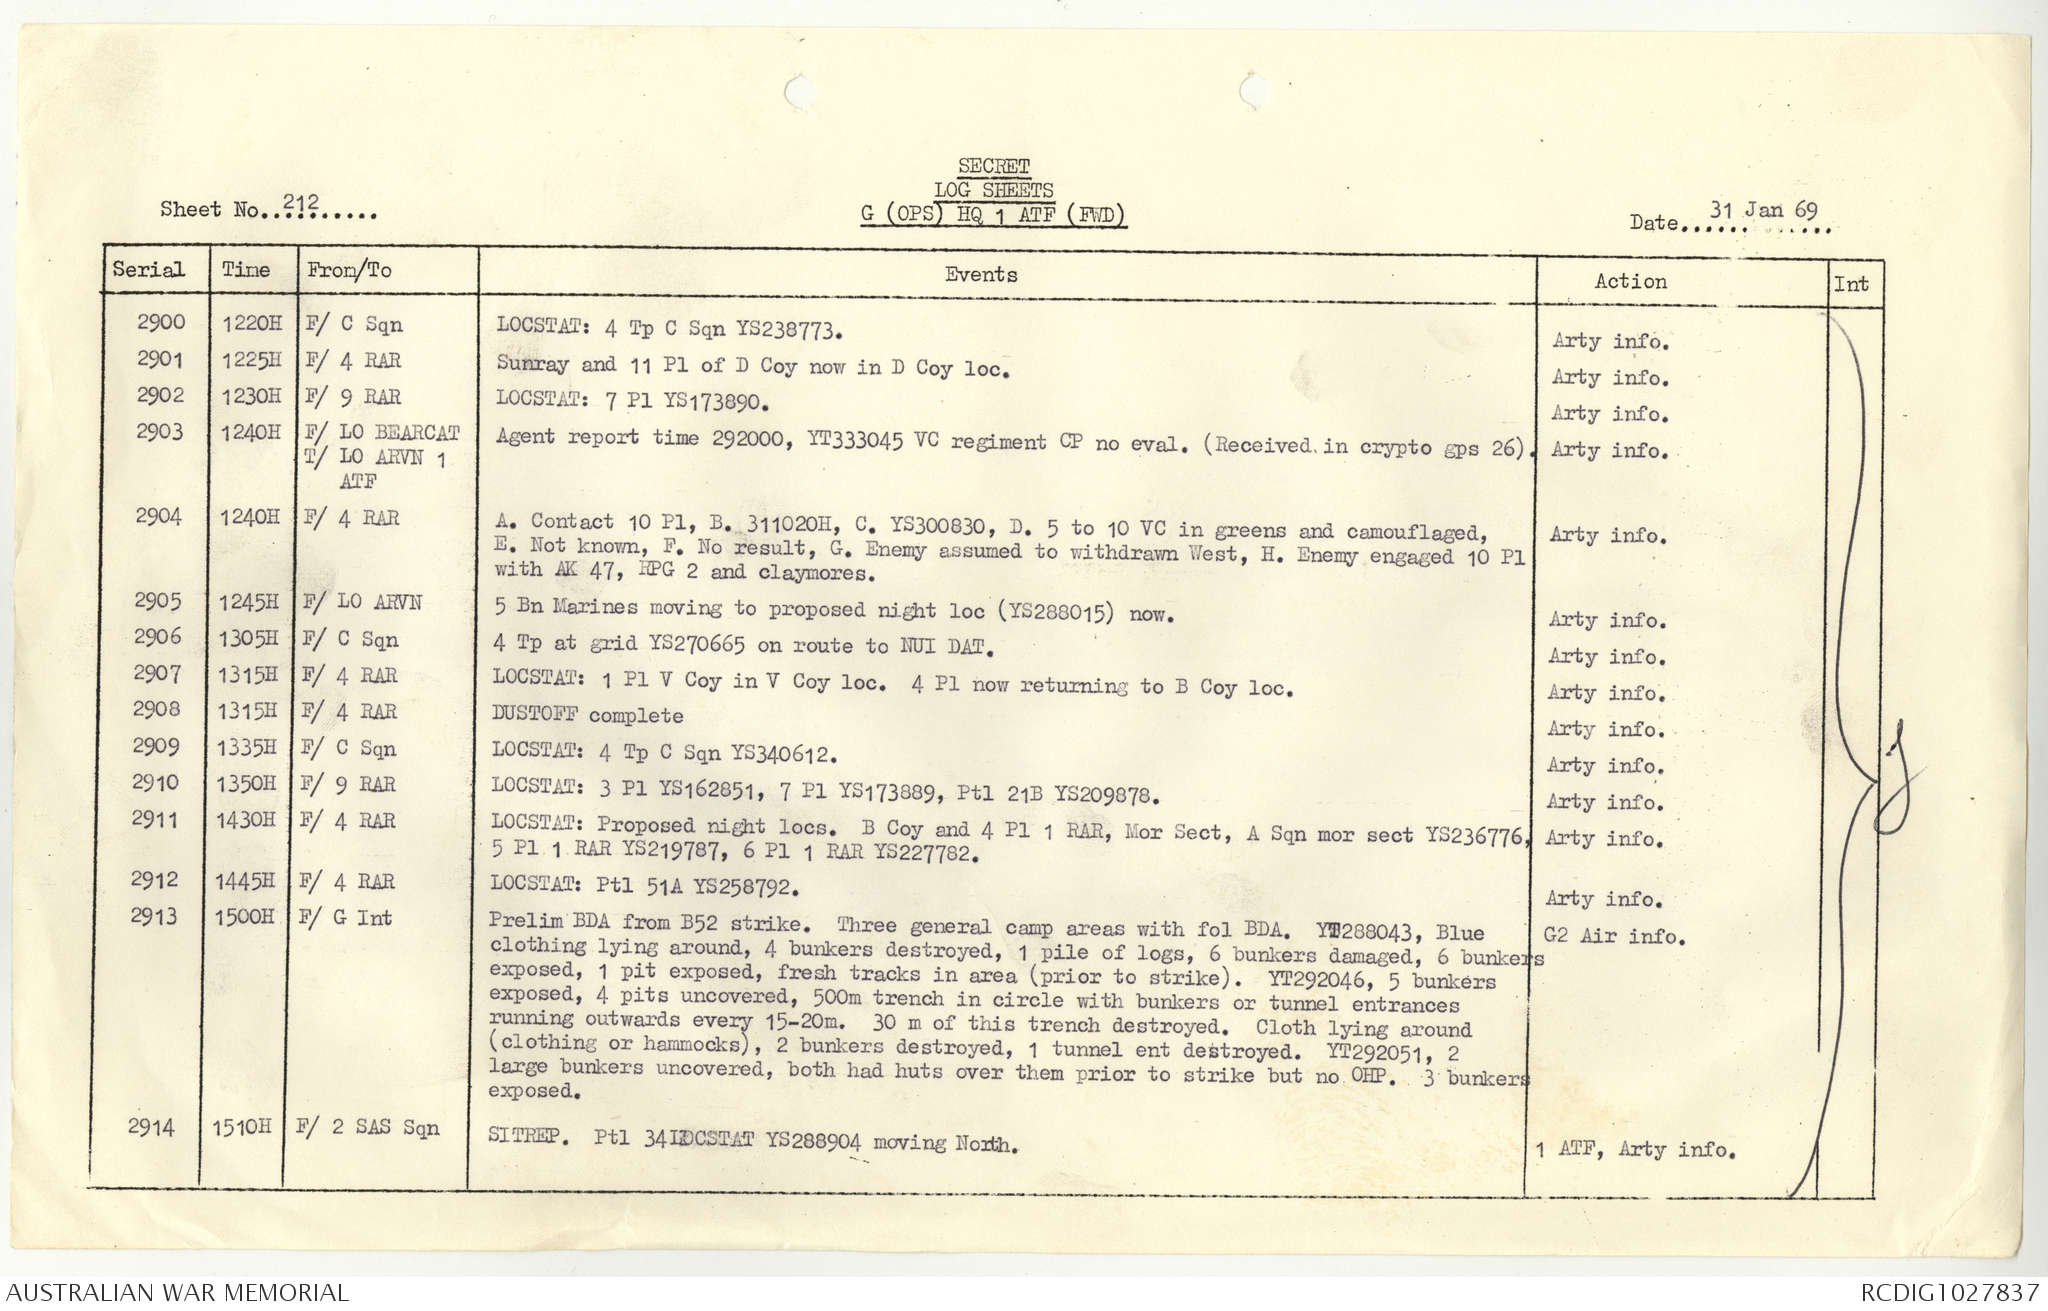 SECRET
LOG SHEETS
G (OPS) HQ 1 ATF (FWD)
Sheet No. 212
Date 31 Jan 69
Serial Time From/To Events Action Int
2900 1220H F/ C Sqn LOCSTAT: 4 Tp C Sqn YS238773. Arty info.
2901 1225H F/ 4 RAR Sunray and 11 Pl of D Coy now in D Coy loc. Arty info.
2902 1230H F/ 9 RAR LOCSTAT: 7 Pl YS173890. Arty info.
2903 1240H F/ LO BEARCAT Agent report time 292000, YT333045 VC regiment CP no eval. (Received in crypto gps 26). Arty info.
T/ LO ARVN 1
ATF
2904 1240H F/ 4 RAR A. Contact 10 Pl, B. 311020H, C. YS300830, D. 5 to 10 VC in greens and camouflaged, Arty info.
E. Not known, F. No result, G. Enemy assumed to withdrawn West, H. Enemy engaged 10 Pl
with AK 47, RPG 2 and claymores.
2905 1245H F/ LO ARVN 5 Bn Marines moving to proposed night loc (YS288015) now. Arty info.
2906 1305H F/ C Sqn 4 Tp at grid YS270665 on route to NUI DAT. Arty info.
2907 1315H F/ 4 RAR LOCSTAT: 1 Pl V Coy in V Coy loc. 4 Pl now returning to B Coy loc. Arty info.
2908 1315H F/ 4 RAR DUSTOFF complete Arty info.
2909 1335H F/ C Sqn LOCSTAT: 4 Tp C Sqn YS340612. Arty info.
2910 1350H F/ 9 RAR LOCSTAT: 3 Pl YS162851, 7 Pl YS173889, Ptl 21B YS209878. Arty info.
2911 1430H F/ 4 RAR LOCSTAT: Proposed night locs. B Coy and 4 Pl 1 RAR, Mor Sect, A Sqn mor sect YS236776, Arty info.
5 Pl 1 RAR YS219787, 6 Pl 1 RAR YS227782.
2912 1445H F/ 4 RAR LOCSTAT: Ptl 51A YS258792. Arty info.
2913 1500H F/ G Int Prelim BDA from B52 strike. Three general camp areas with fol BDA. YT288043, Blue G2 Air info.
clothing lying around, 4 bunkers destroyed, 1 pile of logs, 6 bunkers damaged, 6 bunkers
exposed, 1 pit exposed, fresh tracks in area (prior to strike). YT292046, 5 bunkers
exposed, 4 pits uncovered, 500m trench in circle with bunkers or tunnel entrances
running outwards every 15-20m. 30 m of this trench destroyed. Cloth lying around
(clothing or hammocks), 2 bunkers destroyed, 1 tunnel ent destroyed. YT292051, 2
large bunkers uncovered, both had huts over them prior to strike but no OHP. 3 bunkers
exposed.
2914 1510H F/ 2 SAS Sqn SITREP. Ptl 34 LOCSTAT YS288904 moving North. 1 ATF, Arty info.
AUSTRALIAN WAR MEMORIAL
RCDIG1027837